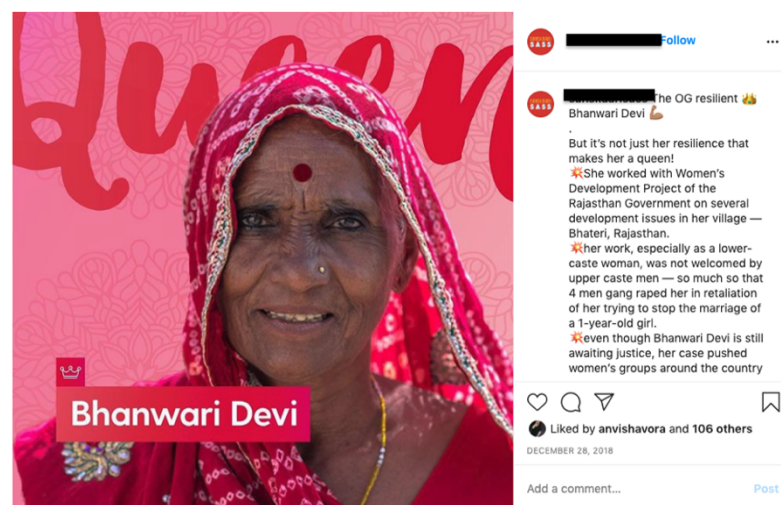 Queen
Bhanwari Devi
SASS
Follow
...
SASS
The OG resilient 👑
Bhanwari Devi 💪🏽
.
But it's not just her resilience that
makes her a queen!
💥She worked with Women's
Development Project of the
Rajasthan Government on several
development issues in her village —
Bhateri, Rajasthan.
💥her work, especially as a lower-
caste woman, was not welcomed by
upper caste men — so much so that
4 men gang raped her in retaliation
of her trying to stop the marriage of
a 1-year-old girl.
💥even though Bhanwari Devi is still
awaiting justice, her case pushed
women's groups around the country
Liked by anvishavora and 106 others
DECEMBER 28, 2018
Add a comment...
Post